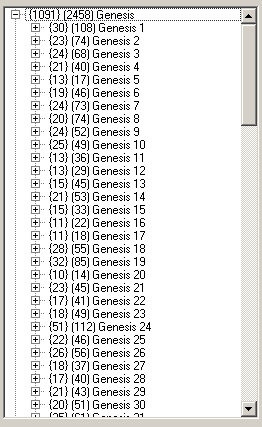 {1091} (2458) Genesis
{30} (108) Genesis 1
{23} (74) Genesis 2
{24} (68) Genesis 3
{21} (40) Genesis 4
{13} (17) Genesis 5
{19} (46) Genesis 6
{24} (73) Genesis 7
{20} (74) Genesis 8
{24} (52) Genesis 9
{25} (49) Genesis 10
{13} (36) Genesis 11
{13} (29) Genesis 12
{15} (45) Genesis 13
{21} (53) Genesis 14
{15} (33) Genesis 15
{11} (22) Genesis 16
{11} (18) Genesis 17
{28} (55) Genesis 18
{32} (85) Genesis 19
{10} (14) Genesis 20
{23} (45) Genesis 21
{17} (41) Genesis 22
{18} (49) Genesis 23
{51} (112) Genesis 24
{22} (46) Genesis 25
{26} (56) Genesis 26
{18} (37) Genesis 27
{17} (40) Genesis 28
{21} (43) Genesis 29
{20} (51) Genesis 30